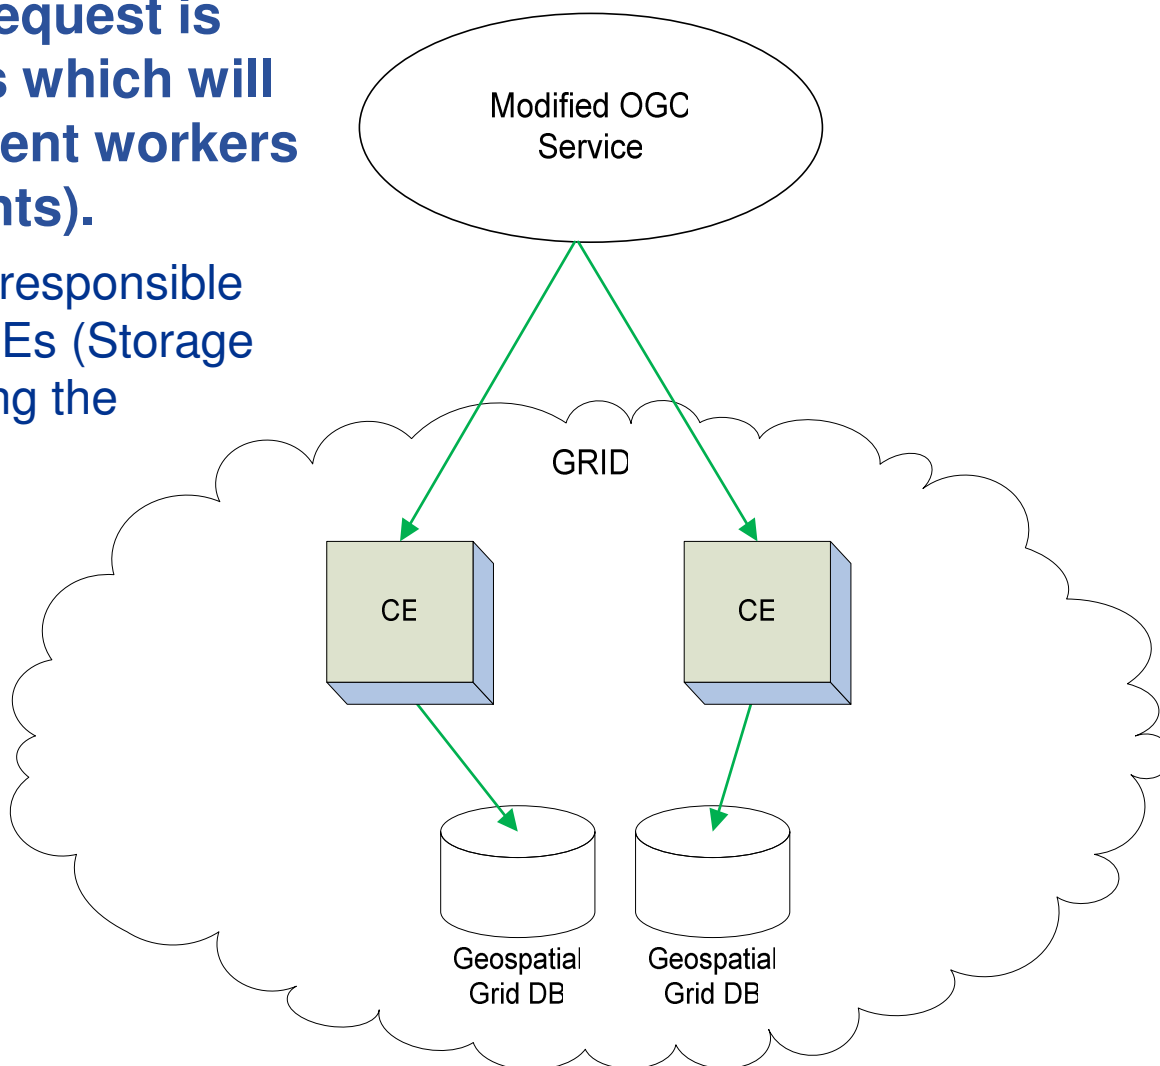 equest is
s which will
ent workers
nts).
responsible
Es (Storage
ng the
Modified OGC
Service
GRID
CE
CE
Geospatial
Grid DB
Geospatial
Grid DB